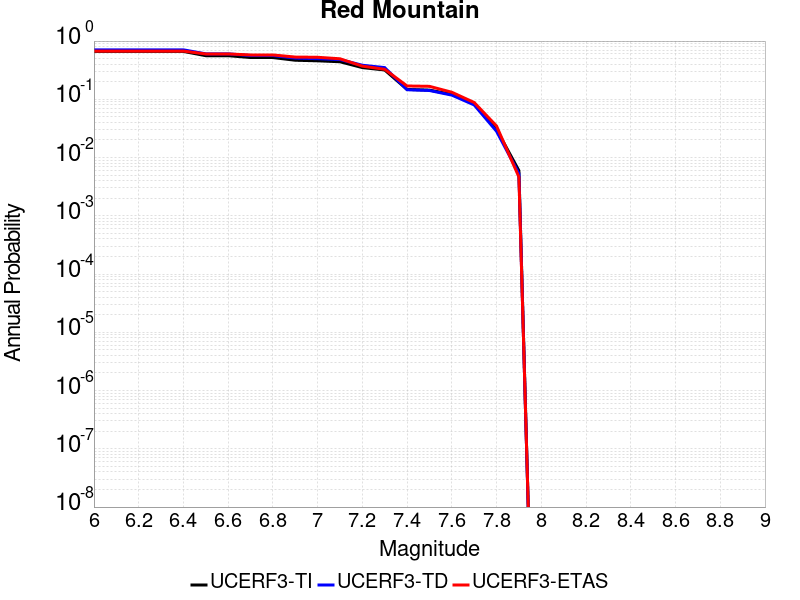 Red Mountain
10^0
10^-1
10^-2
10^-3
10^-4
10^-5
10^-6
10^-7
10^-8
Annual Probability
6 6.2 6.4 6.6 6.8 7 7.2 7.4 7.6 7.8 8 8.2 8.4 8.6 8.8 9
Magnitude
UCERF3-TI UCERF3-TD UCERF3-ETAS